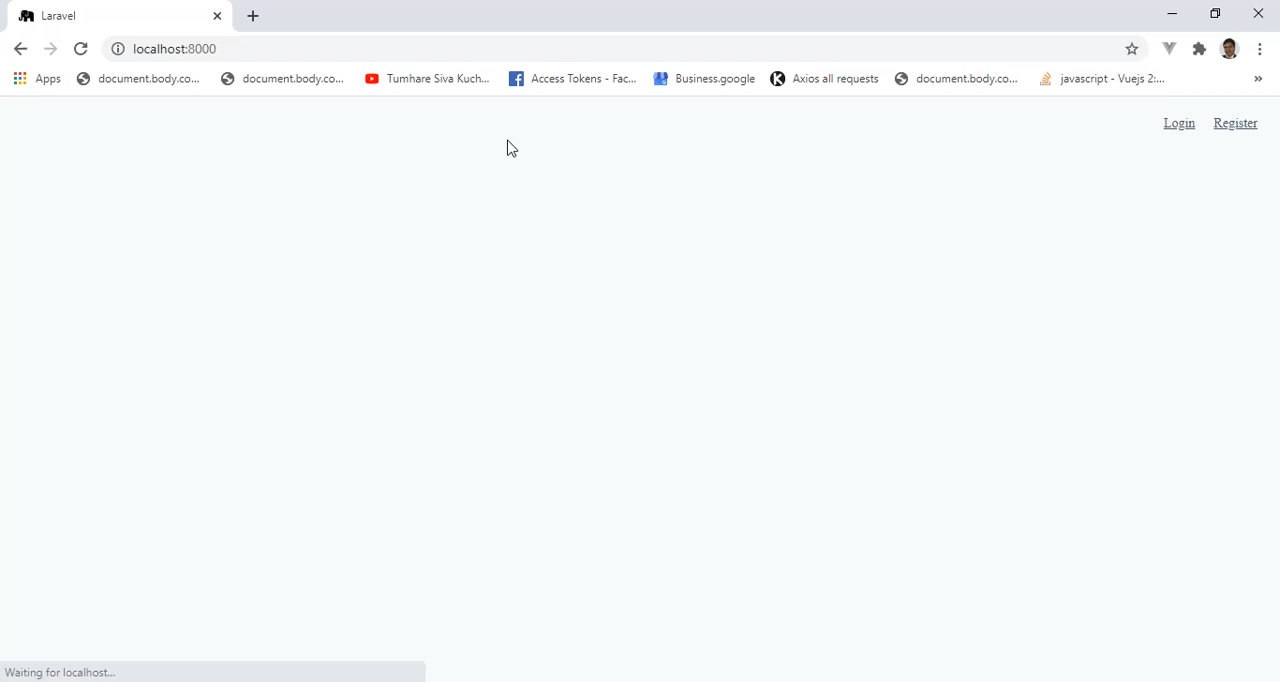 Laravel
localhost:8000
Apps
document.body.co...
document.body.co...
Tumhare Siva Kuch...
Access Tokens - Fac...
Business.google
Axios all requests
document.body.co...
javascript - Vuejs 2:...
»
Login
Register
Waiting for localhost...